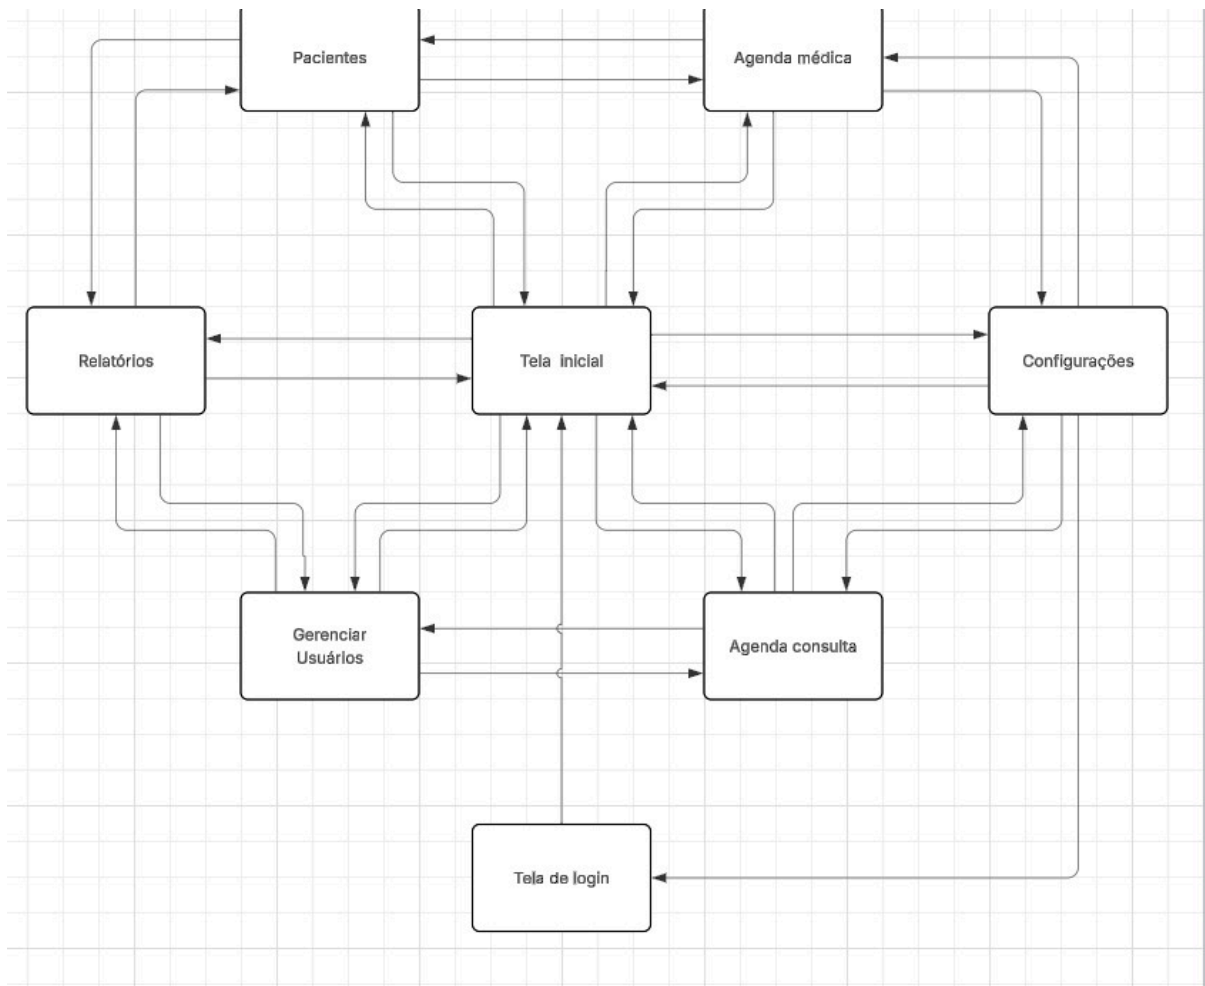 Pacientes
Agenda médica
Relatórios
Tela inicial
Configurações
Gerenciar
Usuários
Agenda consulta
Tela de login